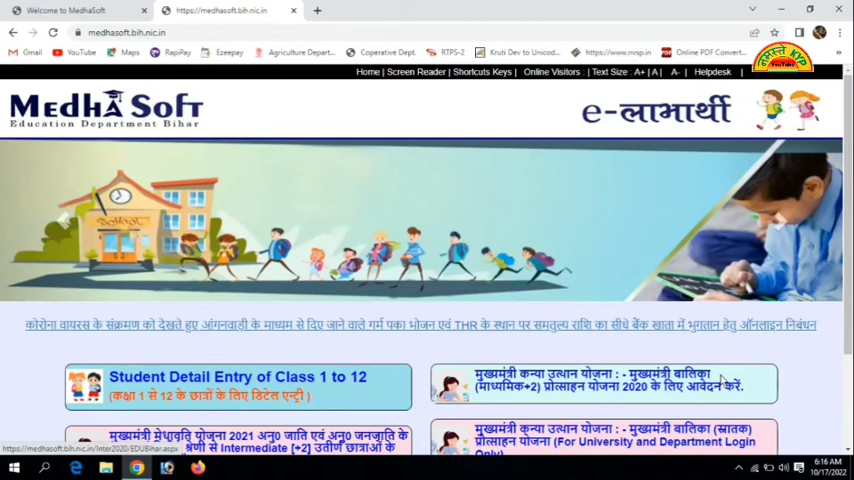 Welcome to MedhaSoft
https://medhasoft.bih.nic.in
medhasoft.bih.nic.in
Gmail YouTube Maps RapiPay Ezeepay Agriculture Depart... Coperative Dept. RTPS-2 Kruti Dev to Unicod... https://www.nvsp.in Online PDF Convert...
नमस्ते KYP
YouTube
Home | Screen Reader | Shortcuts Keys | Online Visitors : | Text Size : A+ | A | A- | Helpdesk |
MEDHA SOFT
Education Department Bihar
e-लाभार्थी
कोरोना वायरस के संक्रमण को देखते हुए आंगनवाड़ी के माध्यम से दिए जाने वाले गर्म पका भोजन एवं THR के स्थान पर समतुल्य राशि का सीधे बैंक खाता में भुगतान हेतु ऑनलाइन निबंधन
Student Detail Entry of Class 1 to 12
(कक्षा 1 से 12 के छात्रों के लिए डिटेल एन्ट्री )
मुख्यमंत्री कन्या उत्थान योजना : - मुख्यमंत्री बालिका
(माध्यमिक+2) प्रोत्साहन योजना 2020 के लिए आवेदन करें.
मुख्यमंत्री मेधावृति योजना 2021 अनु0 जाति एवं अनु0 जनजाति के
श्रेणी से Intermediate [+2] उतीर्ण छात्राओं के
मुख्यमंत्री कन्या उत्थान योजना : - मुख्यमंत्री बालिका (स्नातक)
प्रोत्साहन योजना (For University and Department Login
Only)
https://medhasoft.bih.nic.in/Inter2020/EDUBihar.aspx
6:16 AM
10/17/2022